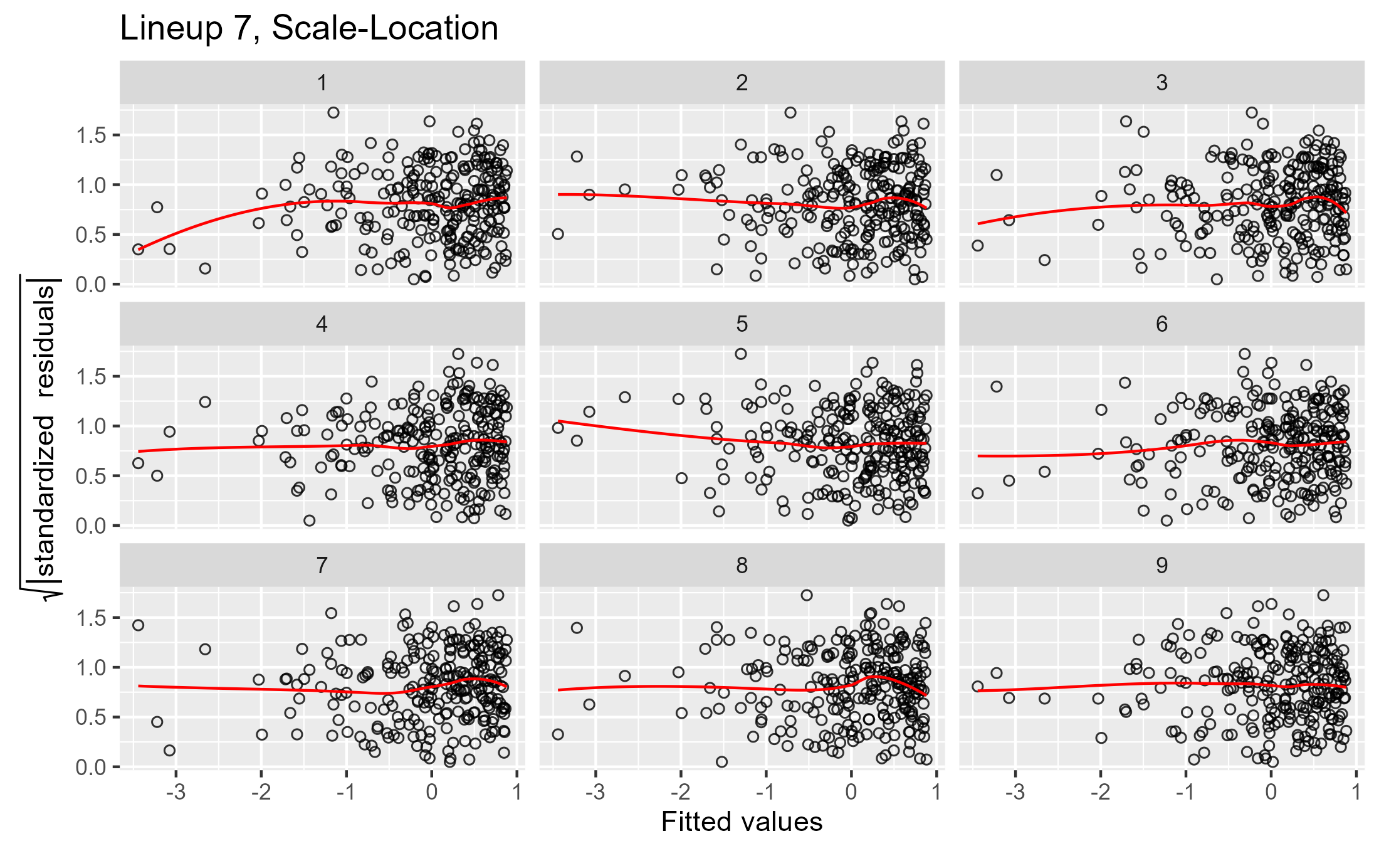 Lineup 7, Scale-Location
1 2 3
1.5
1.0
0.5
0.0
4 5 6
1.5
1.0
0.5
0.0
7 8 9
1.5
1.0
0.5
0.0
-3 -2 -1 0 1 -3 -2 -1 0 1 -3 -2 -1 0 1
Fitted values
√|standardized residuals|